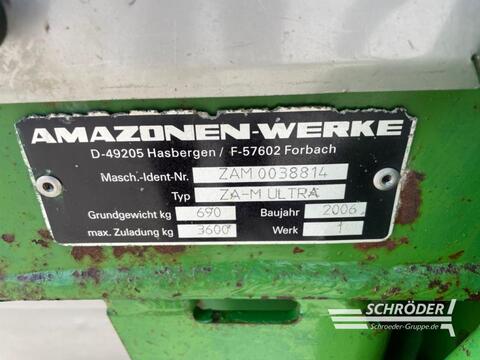 AMAZONEN-WERKE
D-49205 Hasbergen / F-57602 Forbach
Masch.-Ident-Nr. ZAM 0038814
Typ ZA-M ULTRA
Grundgewicht kg 690 Baujahr 2006
max. Zuladung kg 3600 Werk 1
SCHRÖDER
Schroeder-Gruppe.de